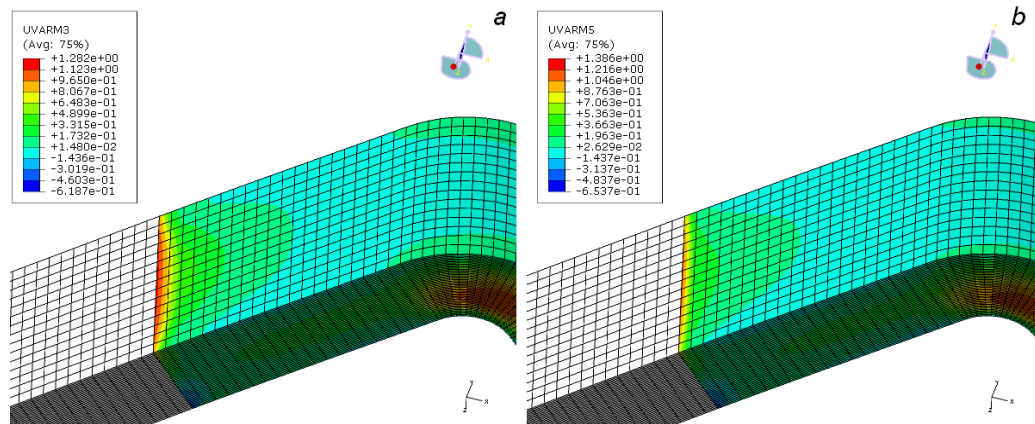 a
UVARM3
(Avg: 75%)
+1.282e+00
+1.123e+00
+9.650e-01
+8.067e-01
+6.483e-01
+4.899e-01
+3.315e-01
+1.732e-01
+1.480e-02
-1.436e-01
-3.019e-01
-4.603e-01
-6.187e-01
Y
X
Z
y
x
z
b
UVARM5
(Avg: 75%)
+1.386e+00
+1.216e+00
+1.046e+00
+8.763e-01
+7.063e-01
+5.363e-01
+3.663e-01
+1.963e-01
+2.629e-02
-1.437e-01
-3.137e-01
-4.837e-01
-6.537e-01
Y
X
Z
y
x
z